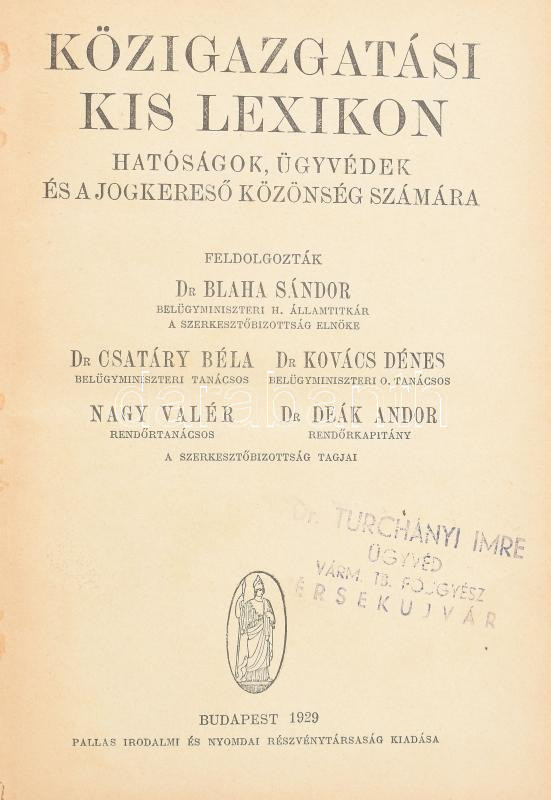 KÖZIGAZGATÁSI
KIS LEXIKON
HATÓSÁGOK, ÜGYVÉDEK
ÉS A JOGKERESŐ KÖZÖNSÉG SZÁMÁRA
FELDOLGOZTÁK
DR BLAHA SÁNDOR
BELÜGYMINISZTERI H. ÁLLAMTITKÁR
A SZERKESZTŐBIZOTTSÁG ELNÖKE
DR CSATÁRY BÉLA DR KOVÁCS DÉNES
BELÜGYMINISZTERI TANÁCSOS BELÜGYMINISZTERI O. TANÁCSOS
NAGY VALÉR DR DEÁK ANDOR
RENDŐRTANÁCSOS RENDŐRKAPITÁNY
darabanth
A SZERKESZTŐBIZOTTSÁG TAGJAI
Dr. TURCHÁNYI IMRE
ÜGYVÉD
VÁRM. TB. FŐÜGYÉSZ
ÉRSEKUJVÁR
BUDAPEST 1929
PALLAS IRODALMI ÉS NYOMDAI RÉSZVÉNYTÁRSASÁG KIADÁSA